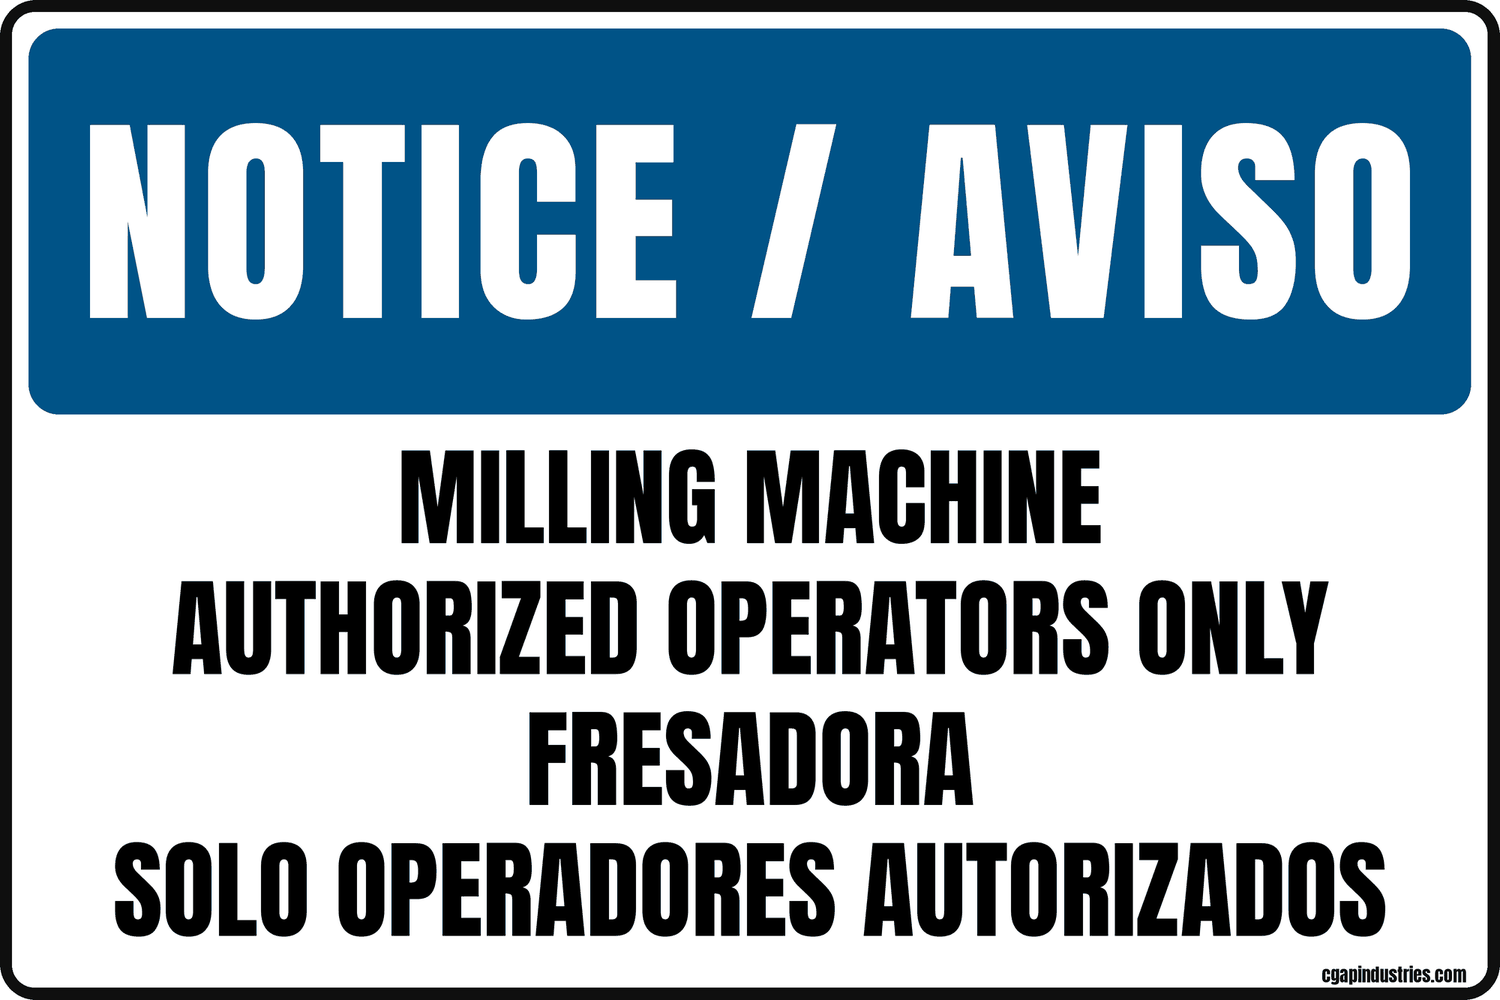 NOTICE / AVISO
MILLING MACHINE
AUTHORIZED OPERATORS ONLY
FRESADORA
SOLO OPERADORES AUTORIZADOS
cgapindustries.com